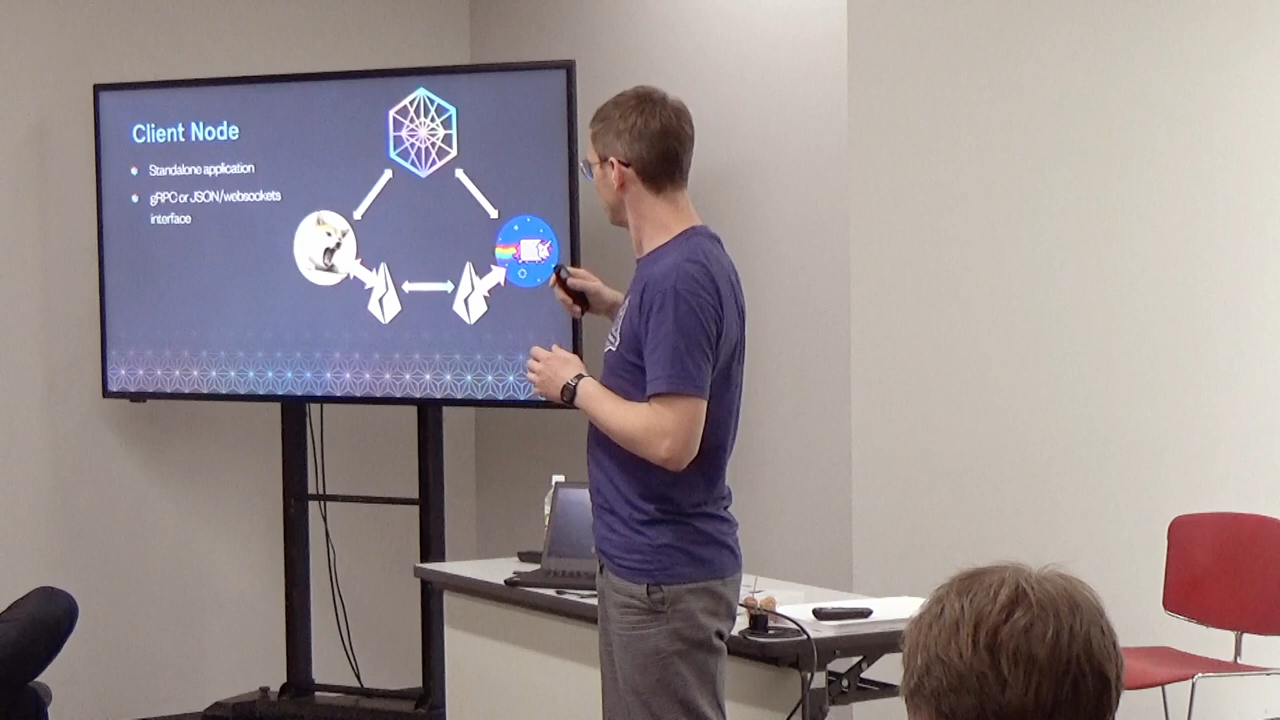 Client Node
Standalone application
gRPC or JSON/websockets
interface